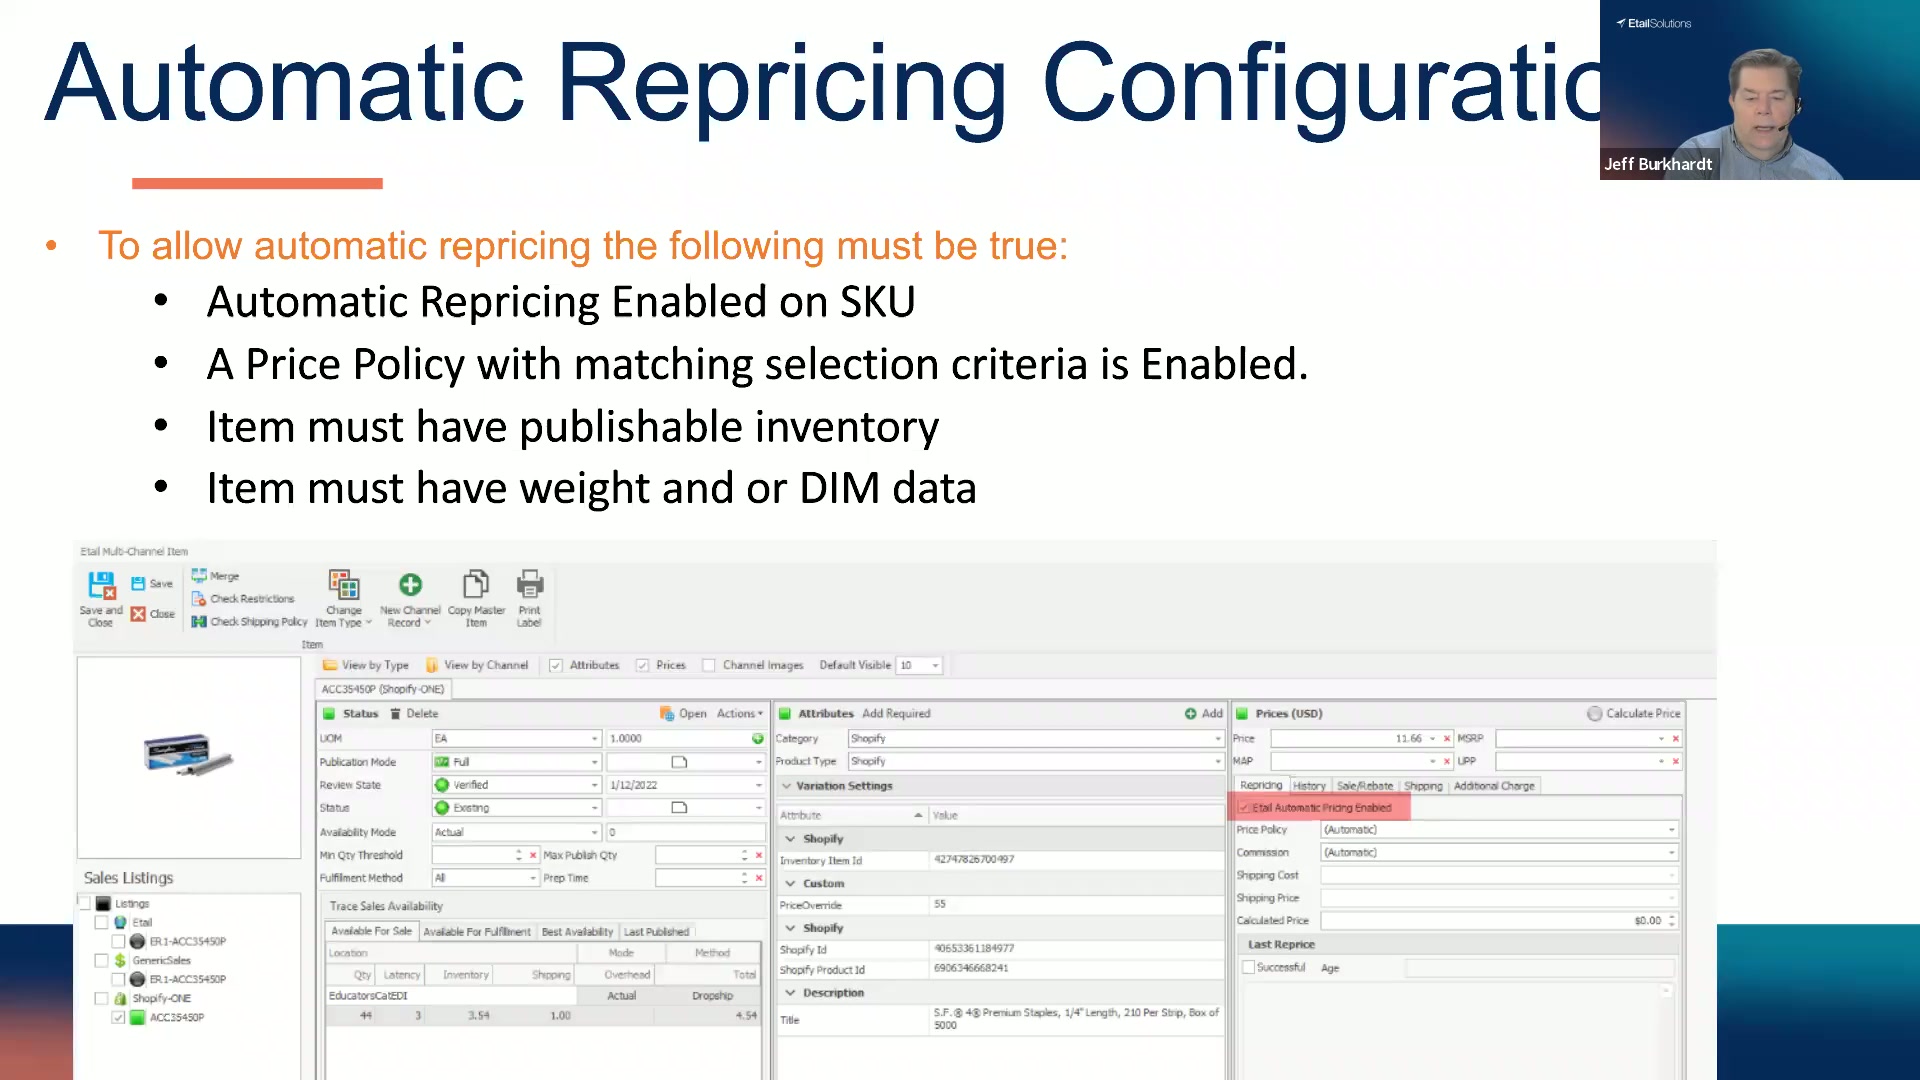 Automatic Repricing Configuratio
EtailSolutions
Jeff Burkhardt
• To allow automatic repricing the following must be true:
• Automatic Repricing Enabled on SKU
• A Price Policy with matching selection criteria is Enabled.
• Item must have publishable inventory
• Item must have weight and or DIM data
Etail Multi-Channel Item
Save and Close
Save
Close
Merge
Check Restrictions
Check Shipping Policy
Change Item Type
New Channel Record
Copy Master Item
Print Label
Item
View by Type View by Channel Attributes Prices Channel Images Default Visible 10
ACC35450P (Shopify-ONE)
Status Delete Open Actions
UOM EA 1.0000
Publication Mode Full
Review State Verified 1/12/2022
Status Existing
Availability Mode Actual 0
Min Qty Threshold Max Publish Qty
Fulfillment Method All Prep Time
Trace Sales Availability
Available For Sale Available For Fulfillment Best Availability Last Published
Location Mode Method
Qty Latency Inventory Shipping Overhead Total
EducatorsCatEDI Actual Dropship
44 3 3.54 1.00 4.54
Attributes Add Required Add
Category Shopify
Product Type Shopify
Variation Settings
Attribute Value
Shopify
Inventory Item Id 42747826700497
Custom
PriceOverride 55
Shopify
Shopify Id 40653361184977
Shopify Product Id 6906346668241
Description
Title S.F.® 4® Premium Staples, 1/4" Length, 210 Per Strip, Box of 5000
Prices (USD) Calculate Price
Price 11.66 MSRP
MAP UPP
Repricing History Sale/Rebate Shipping Additional Charge
Etail Automatic Pricing Enabled
Price Policy (Automatic)
Commission (Automatic)
Shipping Cost
Shipping Price
Calculated Price $0.00
Last Reprice
Successful Age
Sales Listings
Listings
Etail
ER.1-ACC35450P
GenericSales
ER.1-ACC35450P
Shopify-ONE
ACC35450P